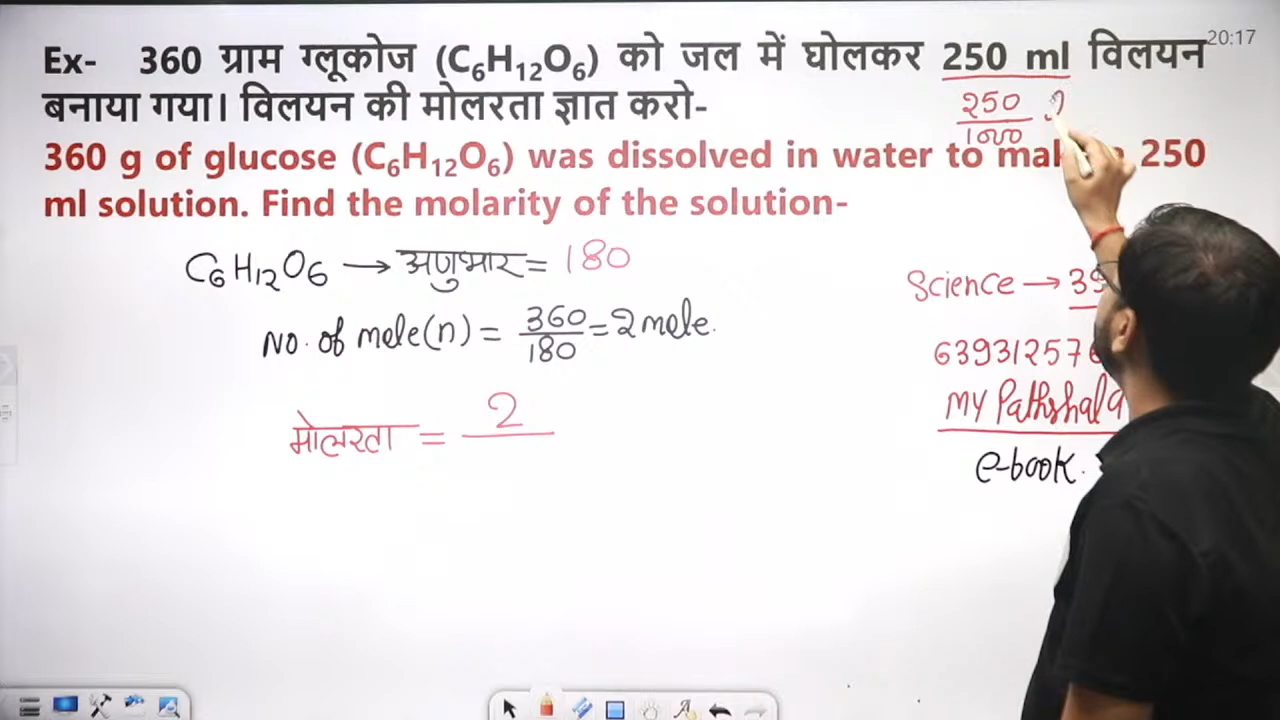 20:17
Ex- 360 ग्राम ग्लूकोज (C₆H₁₂O₆) को जल में घोलकर 250 ml विलयन
बनाया गया। विलयन की मोलरता ज्ञात करो-
250
1000
360 g of glucose (C₆H₁₂O₆) was dissolved in water to 250
ml solution. Find the molarity of the solution-
C₆H₁₂O₆ → अणुभार = 180
No. of mole(n) = 360/180 = 2 mole.
मोलरता = 2
Science →
63931257
My Pathshala
e-book.